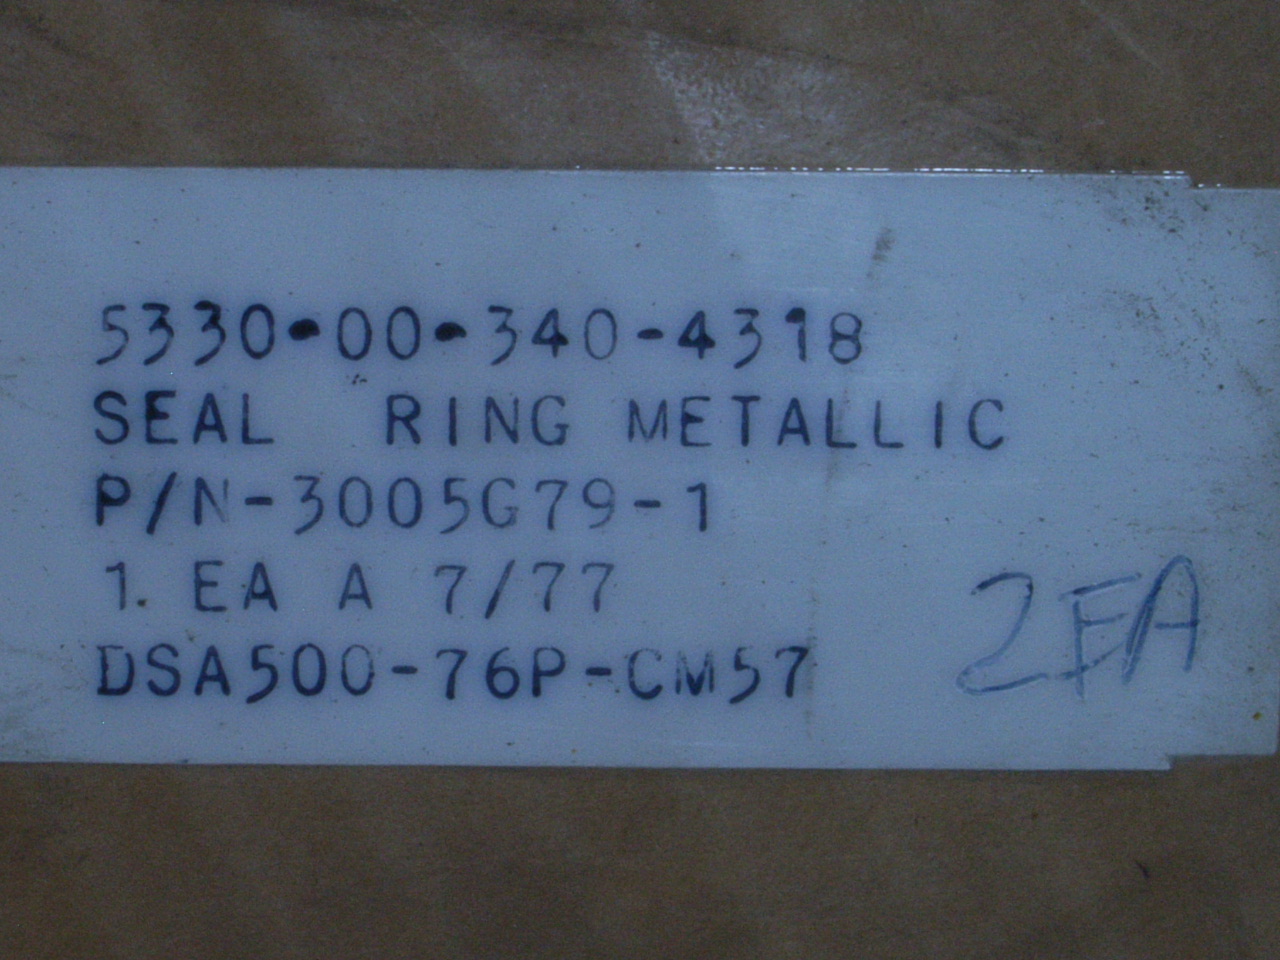 5330-00-340-4318
SEAL RING METALLIC
P/N-3005G79-1
1. EA A 7/77
DSA500-76P-CM57
2EA